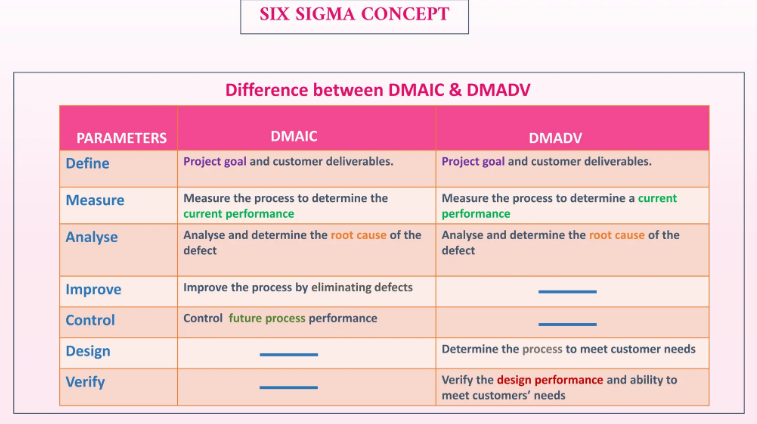 SIX SIGMA CONCEPT
Difference between DMAIC & DMADV
PARAMETERS DMAIC DMADV
Define Project goal and customer deliverables. Project goal and customer deliverables.
Measure Measure the process to determine the Measure the process to determine a current
current performance performance
Analyse Analyse and determine the root cause of the Analyse and determine the root cause of the
defect defect
Improve Improve the process by eliminating defects
Control Control future process performance
Design Determine the process to meet customer needs
Verify Verify the design performance and ability to
meet customers’ needs